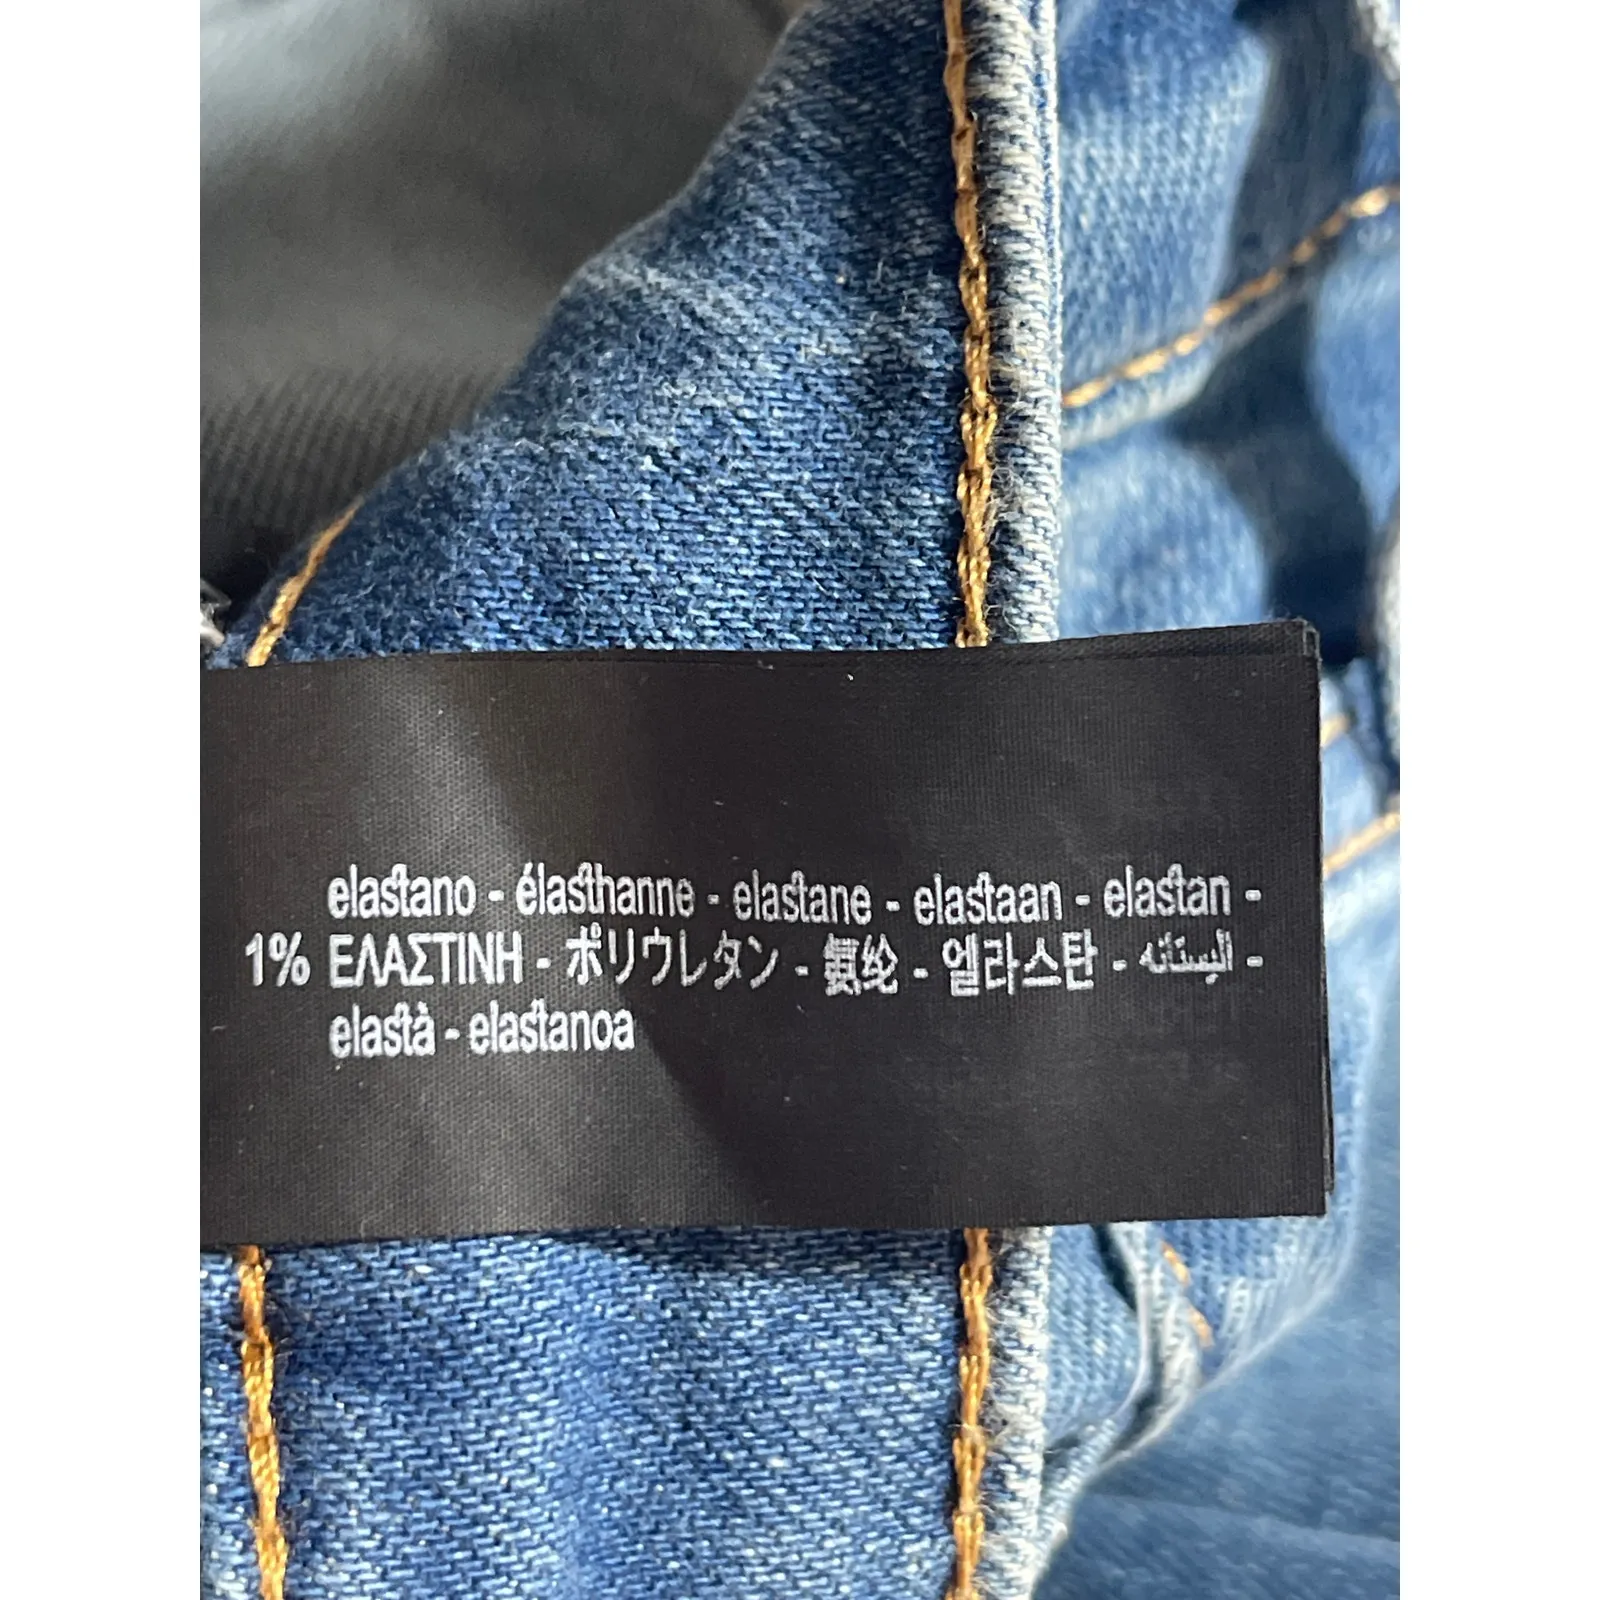 elastano - élasthanne - elastane - elastaan - elastan -
1% ΕΛΑΣΤΙΝΗ - ポリウレタン - 氨纶 - 엘라스탄 - اليستانه -
elastà - elastanoa